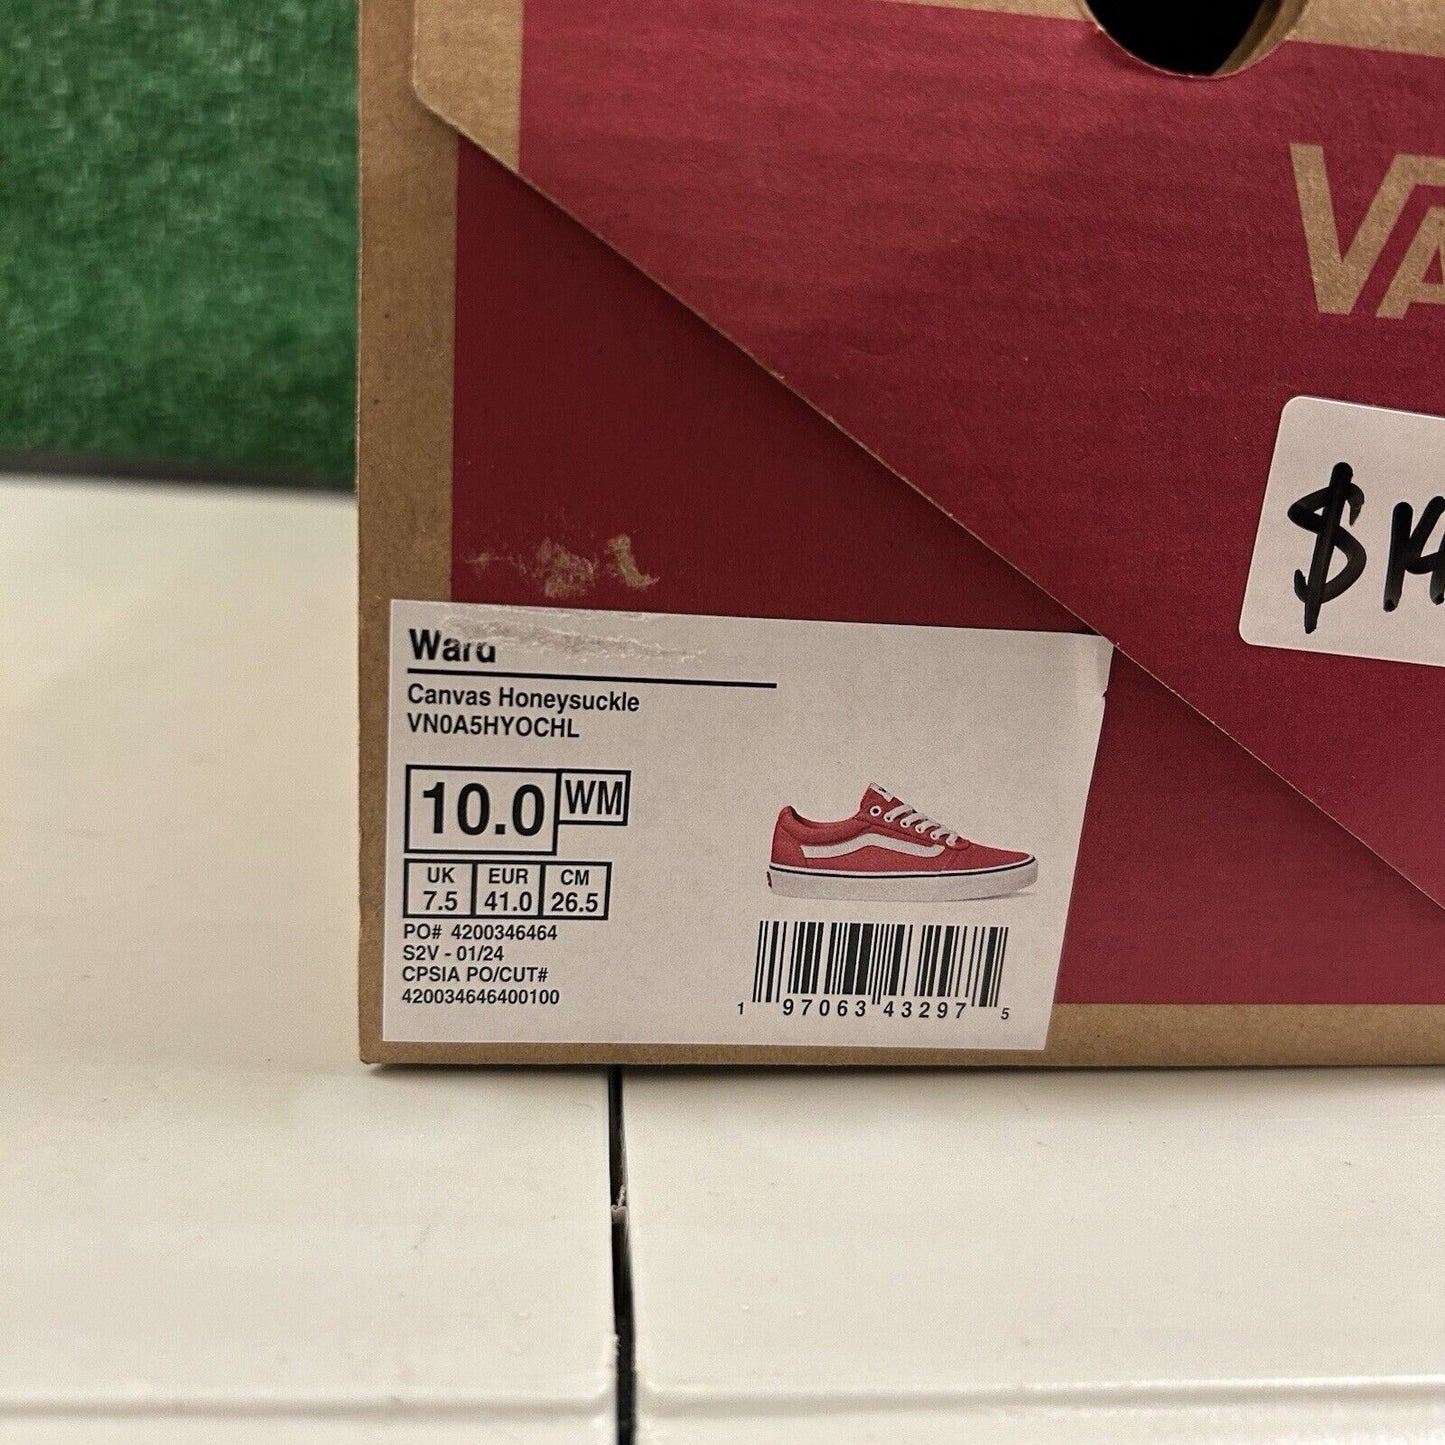 VA
$14
Ward
Canvas Honeysuckle
VN0A5HYOCHL
10.0 WM
UK EUR CM
7.5 41.0 26.5
PO# 4200346464
S2V - 01/24
CPSIA PO/CUT#
420034646400100
1 97063 43297 5